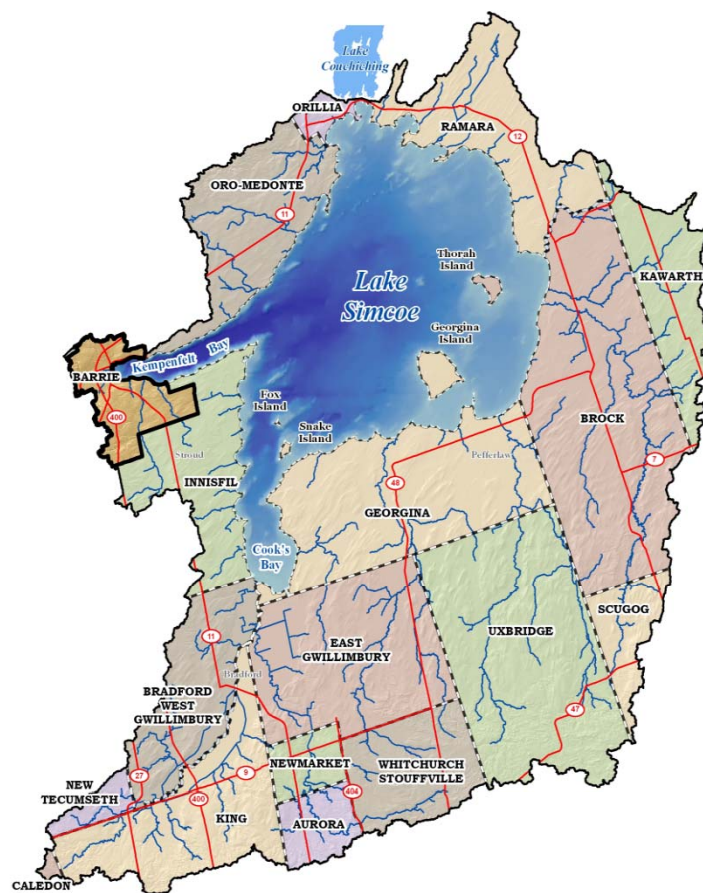 Lake
Couchiching
ORILLIA
RAMARA
12
ORO-MEDONTE
11
Thorah
Island
KAWARTH
Lake
Simcoe
Georgina
Island
Kempenfelt Bay
BARRIE
400
Fox
Island
Snake
Island
BROCK
Stroud
Pefferlaw
7
INNISFIL
48
GEORGINA
Cook's
Bay
SCUGOG
11
EAST
GWILLIMBURY
UXBRIDGE
Bradford
BRADFORD
WEST
GWILLIMBURY
47
NEWMARKET
WHITCHURCH
STOUFFVILLE
27
9
NEW
TECUMSETH
400
404
KING
AURORA
CALEDON